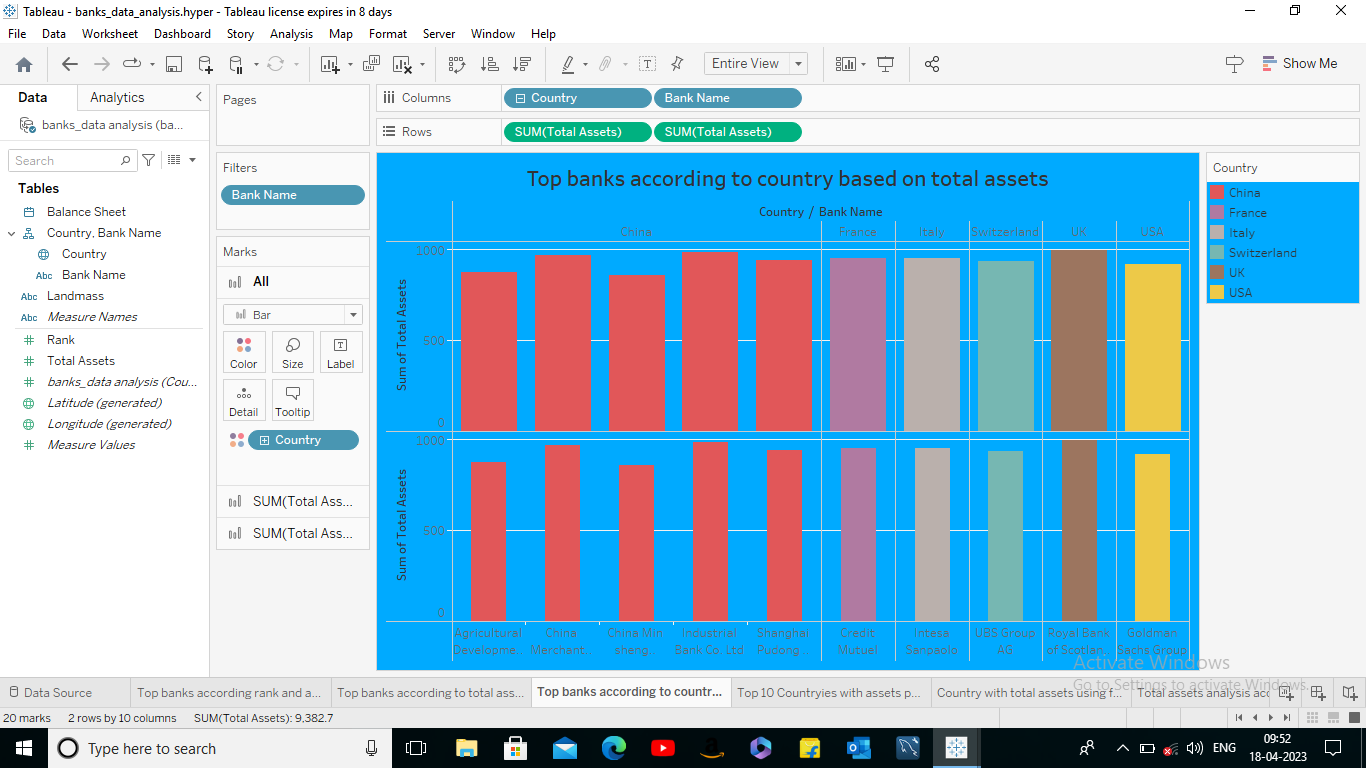 Tableau - banks_data_analysis.hyper - Tableau license expires in 8 days
File Data Worksheet Dashboard Story Analysis Map Format Server Window Help
Entire View
Show Me
Data Analytics
banks_data analysis (ba...
Search
Tables
Balance Sheet
Country, Bank Name
Country
Abc Bank Name
Abc Landmass
Abc Measure Names
Rank
Total Assets
banks_data analysis (Cou...
Latitude (generated)
Longitude (generated)
Measure Values
Pages
Filters
Bank Name
Marks
All
Bar
Color Size Label
Detail Tooltip
Country
SUM(Total Ass...
SUM(Total Ass...
Columns Country Bank Name
Rows SUM(Total Assets) SUM(Total Assets)
Top banks according to country based on total assets
Country / Bank Name
China France Italy Switzerland UK USA
Sum of Total Assets
1000
500
0
Sum of Total Assets
1000
500
0
Agricultural Developme..
China Merchant..
China Min sheng..
Industrial Bank Co. Ltd
Shanghai Pudong ..
Credit Mutuel
Intesa Sanpaolo
UBS Group AG
Royal Bank of Scotlan..
Goldman Sachs Group
Country
China
France
Italy
Switzerland
UK
USA
Activate Windows
Go to Settings to activate Windows.
Data Source Top banks according rank and a... Top banks according to total ass... Top banks according to countr... Top 10 Countryies with assets p... Country with total assets using f... Total assets analysis acc
20 marks 2 rows by 10 columns SUM(Total Assets): 9,382.7
Type here to search
ENG
09:52
18-04-2023